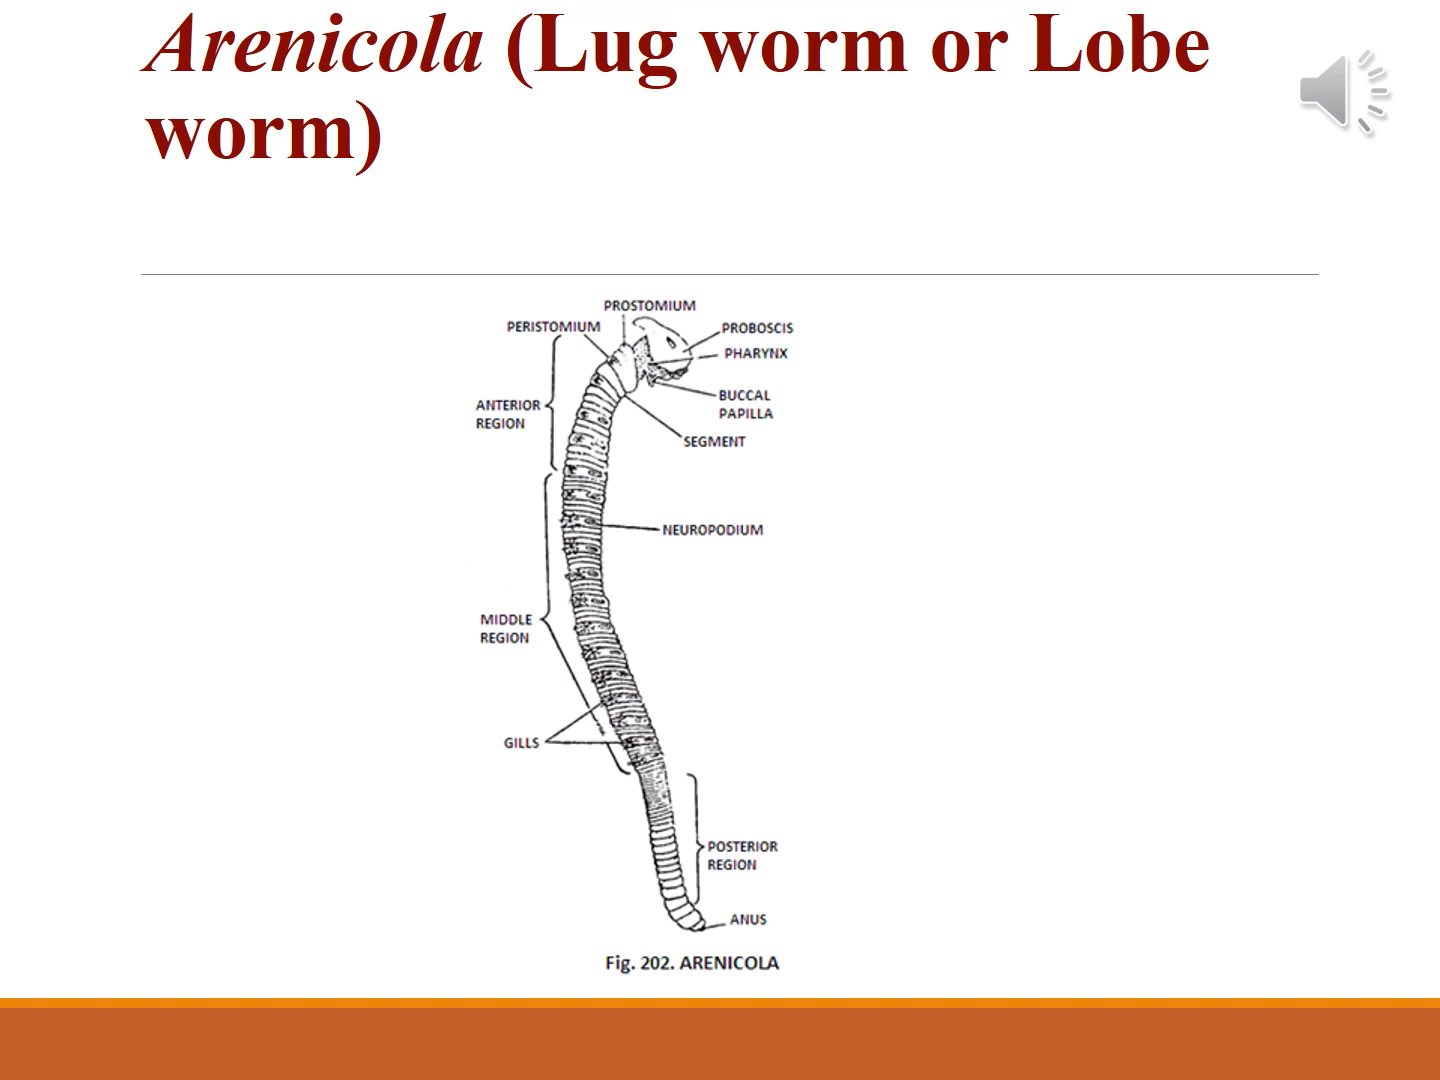 Arenicola (Lug worm or Lobe
worm)
PROSTOMIUM
PERISTOMIUM
PROBOSCIS
PHARYNX
BUCCAL
PAPILLA
ANTERIOR
REGION
SEGMENT
NEUROPODIUM
MIDDLE
REGION
GILLS
POSTERIOR
REGION
ANUS
Fig. 202. ARENICOLA